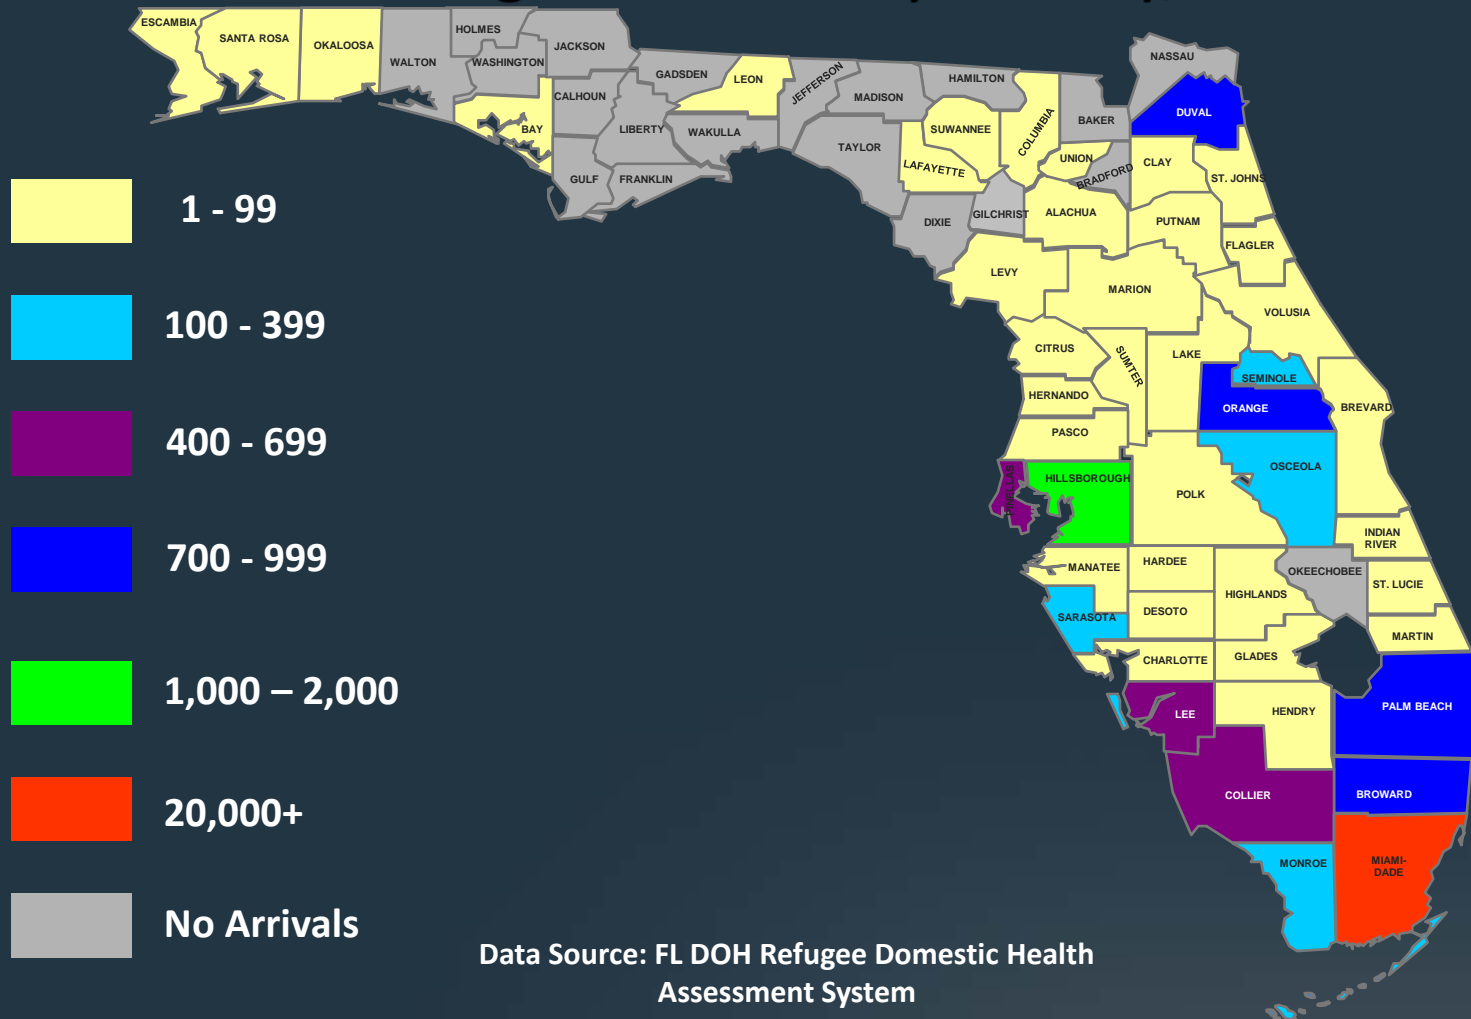 ESCAMBIA
SANTA ROSA
OKALOOSA
WALTON
HOLMES
WASHINGTON
JACKSON
BAY
CALHOUN
GULF
GADSDEN
LIBERTY
FRANKLIN
LEON
WAKULLA
JEFFERSON
MADISON
TAYLOR
HAMILTON
SUWANNEE
LAFAYETTE
DIXIE
COLUMBIA
GILCHRIST
BAKER
UNION
BRADFORD
ALACHUA
LEVY
NASSAU
DUVAL
CLAY
ST. JOHNS
PUTNAM
FLAGLER
MARION
VOLUSIA
CITRUS
SUMTER
LAKE
HERNANDO
PASCO
SEMINOLE
ORANGE
BREVARD
PINELLAS
HILLSBOROUGH
POLK
OSCEOLA
INDIAN
RIVER
MANATEE
HARDEE
HIGHLANDS
OKEECHOBEE
ST. LUCIE
SARASOTA
DESOTO
MARTIN
CHARLOTTE
GLADES
LEE
HENDRY
PALM BEACH
COLLIER
BROWARD
MONROE
MIAMI-
DADE
1 - 99
100 - 399
400 - 699
700 - 999
1,000 – 2,000
20,000+
No Arrivals
Data Source: FL DOH Refugee Domestic Health
Assessment System